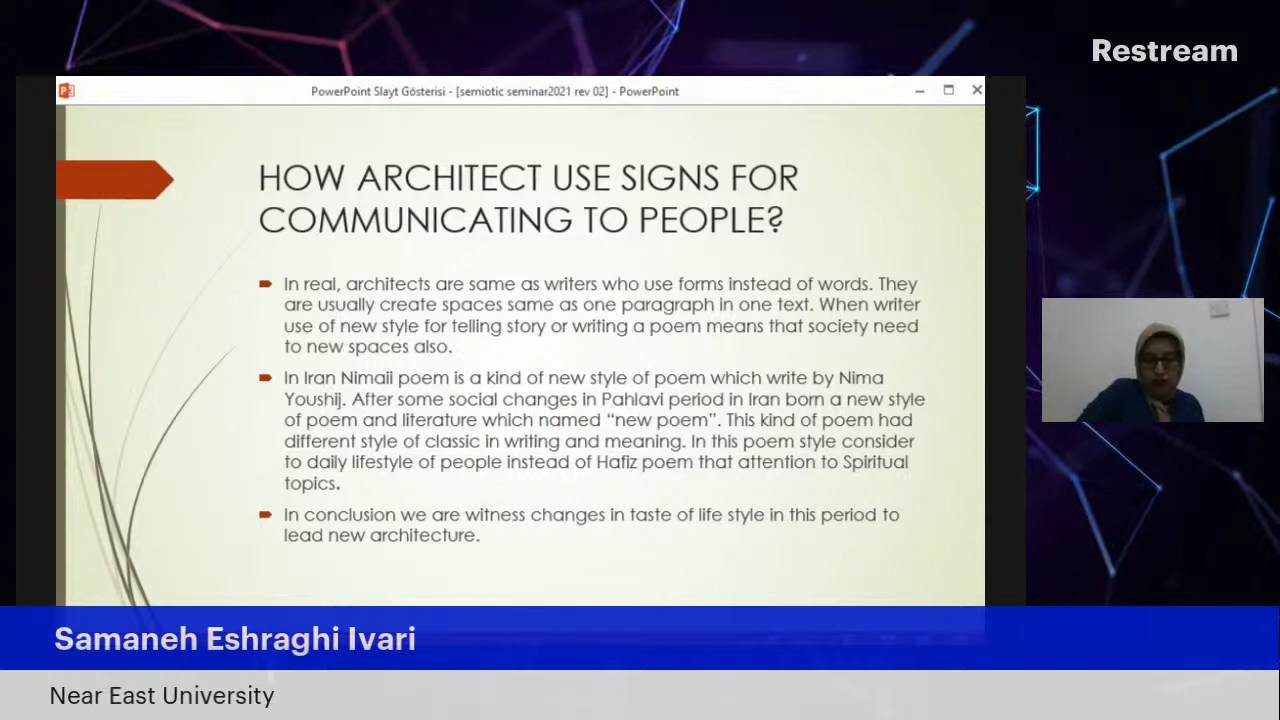 Restream
PowerPoint Slayt Gösterisi - [semiotic seminar2021 rev 02] - PowerPoint
HOW ARCHITECT USE SIGNS FOR
COMMUNICATING TO PEOPLE?
In real, architects are same as writers who use forms instead of words. They
are usually create spaces same as one paragraph in one text. When writer
use of new style for telling story or writing a poem means that society need
to new spaces also.
In Iran Nimaii poem is a kind of new style of poem which write by Nima
Youshij. After some social changes in Pahlavi period in Iran born a new style
of poem and literature which named “new poem”. This kind of poem had
different style of classic in writing and meaning. In this poem style consider
to daily lifestyle of people instead of Hafiz poem that attention to Spiritual
topics.
In conclusion we are witness changes in taste of life style in this period to
lead new architecture.
Samaneh Eshraghi Ivari
Near East University